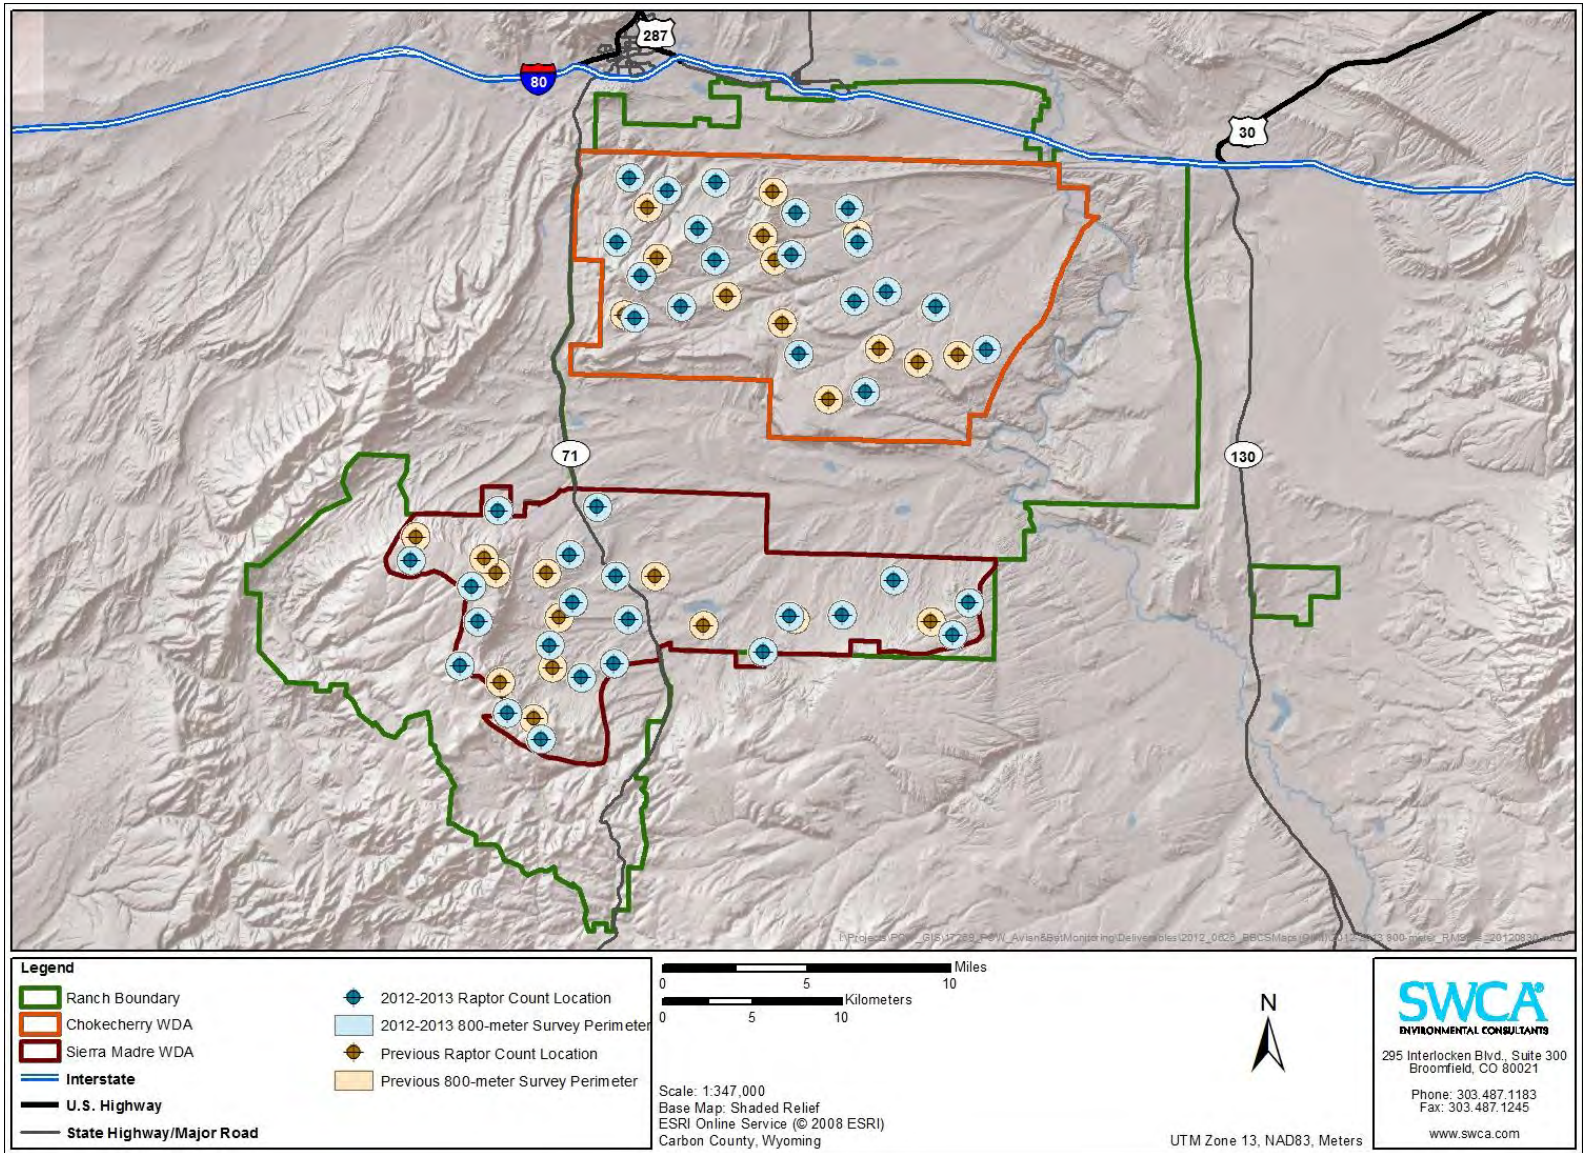 287
80
30
71
130
Legend
Ranch Boundary
Chokecherry WDA
Sierra Madre WDA
Interstate
U.S. Highway
State Highway/Major Road
2012-2013 Raptor Count Location
2012-2013 800-meter Survey Perimeter
Previous Raptor Count Location
Previous 800-meter Survey Perimeter
Miles
0 5 10
Kilometers
0 5 10
Scale: 1:347,000
Base Map: Shaded Relief
ESRI Online Service (© 2008 ESRI)
Carbon County, Wyoming
N
UTM Zone 13, NAD83, Meters
SWCA®
ENVIRONMENTAL CONSULTANTS
295 Interlocken Blvd., Suite 300
Broomfield, CO 80021
Phone: 303.487.1183
Fax: 303.487.1245
www.swca.com